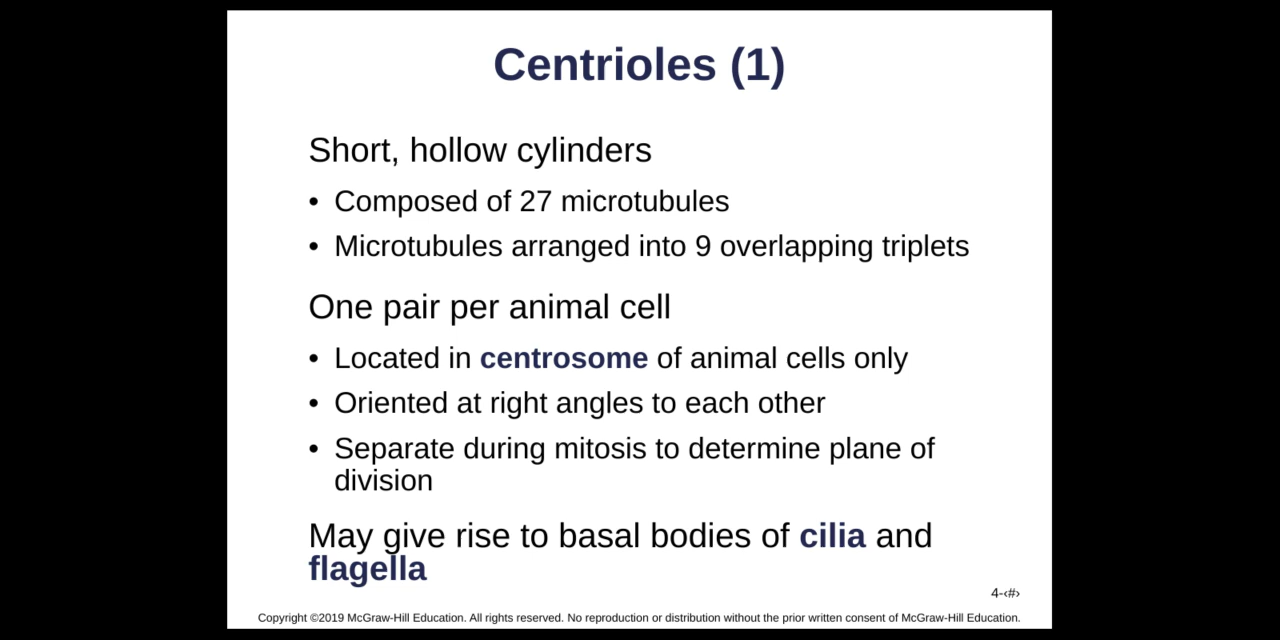 Centrioles (1)
Short, hollow cylinders
• Composed of 27 microtubules
• Microtubules arranged into 9 overlapping triplets
One pair per animal cell
• Located in centrosome of animal cells only
• Oriented at right angles to each other
• Separate during mitosis to determine plane of
division
May give rise to basal bodies of cilia and
flagella
4-‹#›
Copyright ©2019 McGraw-Hill Education. All rights reserved. No reproduction or distribution without the prior written consent of McGraw-Hill Education.